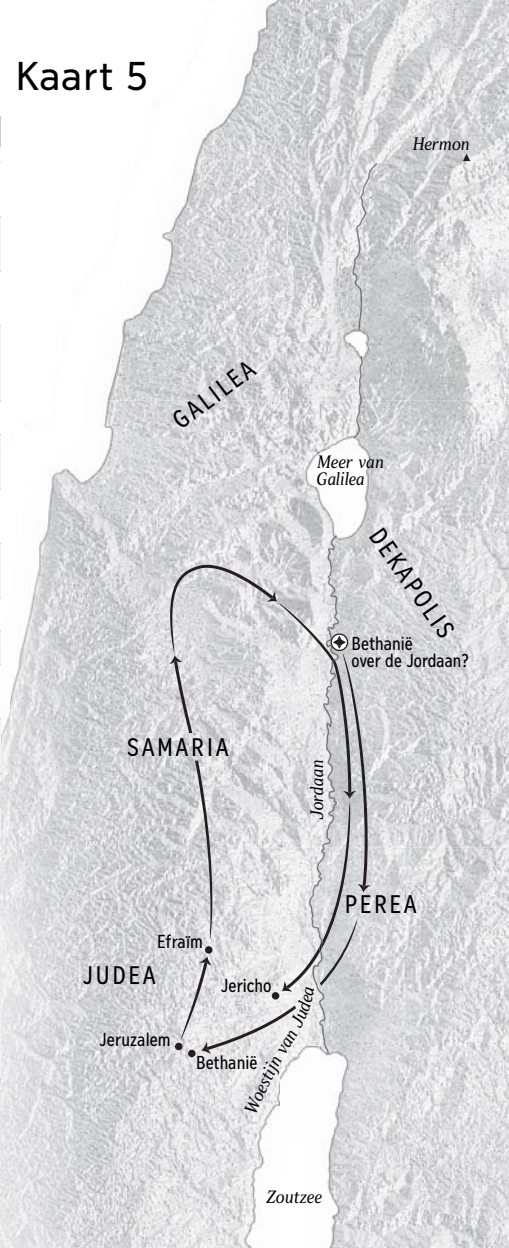 Kaart 5
Hermon
GALILEA
Meer van
Galilea
DEKAPOLIS
Bethanië
over de Jordaan?
SAMARIA
Jordaan
PEREA
Efraïm
JUDEA
Jericho
Jeruzalem
Bethanië
Woestijn van Judea
Zoutzee